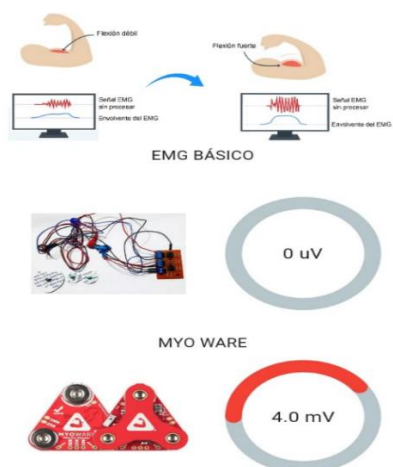 Flexión débil
Flexión fuerte
Señal EMG
sin procesar
Envolvente del EMG
Señal EMG
sin procesar
Envolvente del EMG
EMG BÁSICO
0 uV
MYO WARE
MYOWARE
4.0 mV